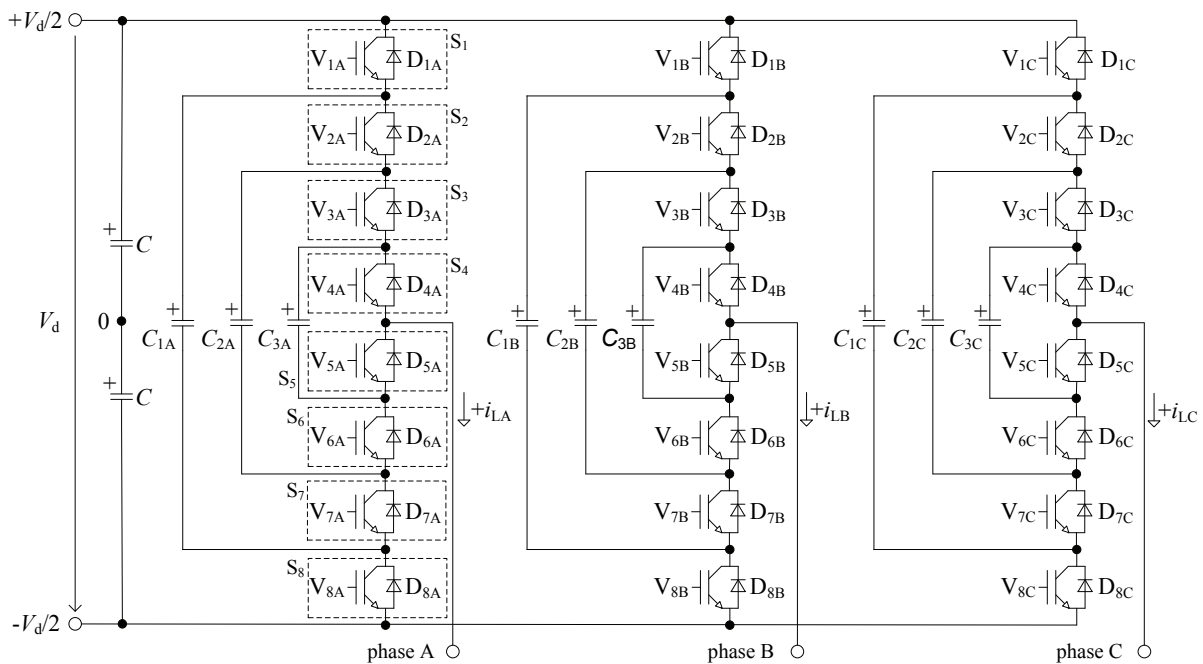 +Vd/2
S1
V1A D1A
V1B D1B
V1C D1C
S2
V2A D2A
V2B D2B
V2C D2C
S3
V3A D3A
V3B D3B
V3C D3C
+ C
S4
V4A D4A
V4B D4B
V4C D4C
Vd
0
+ C1A
+ C2A
+ C3A
+ C1B
+ C2B
+ C3B
+ C1C
+ C2C
+ C3C
V5A D5A
V5B D5B
V5C D5C
+ C
S5
+iLA
+iLB
+iLC
S6
V6A D6A
V6B D6B
V6C D6C
S7
V7A D7A
V7B D7B
V7C D7C
S8
V8A D8A
V8B D8B
V8C D8C
-Vd/2
phase A
phase B
phase C